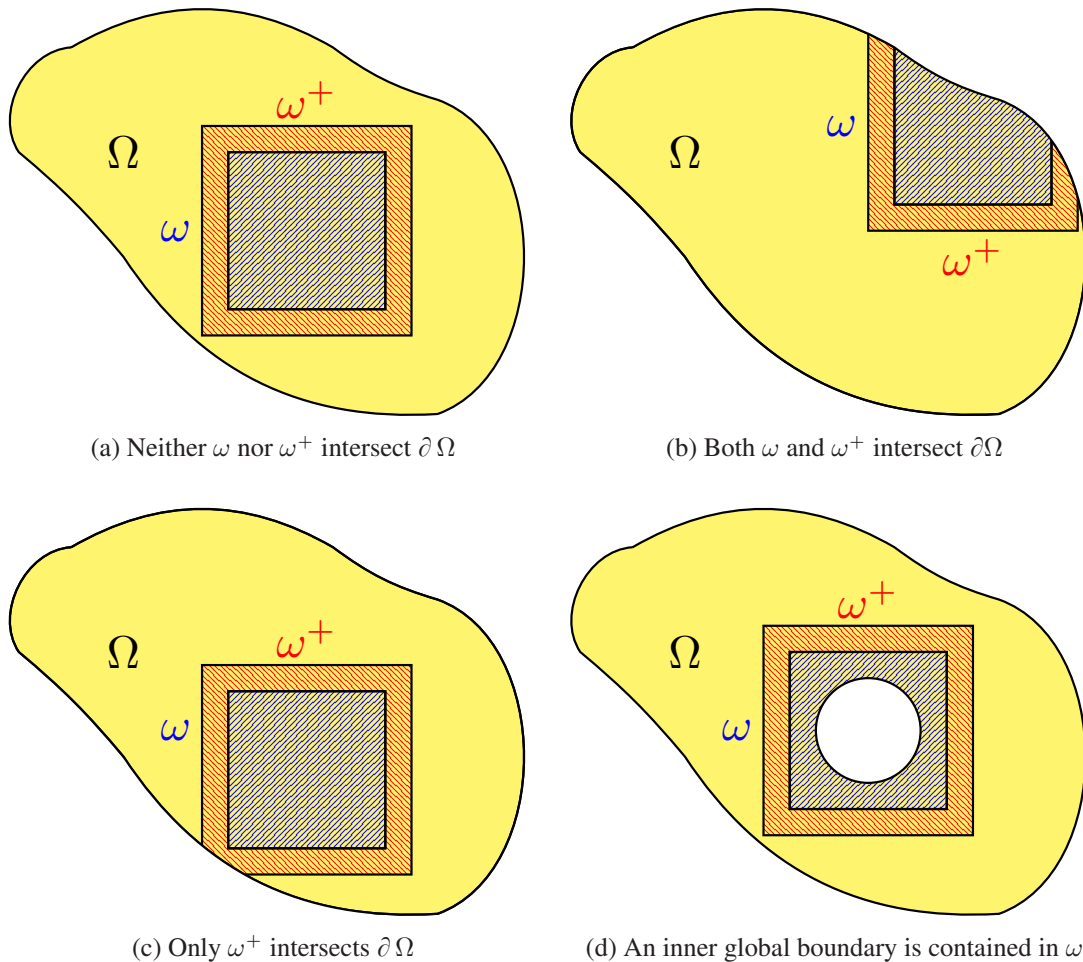 ω⁺
Ω
ω
(a) Neither ω nor ω⁺ intersect ∂ Ω
ω
Ω
ω⁺
(b) Both ω and ω⁺ intersect ∂Ω
ω⁺
Ω
ω
(c) Only ω⁺ intersects ∂ Ω
ω⁺
Ω
ω
(d) An inner global boundary is contained in ω